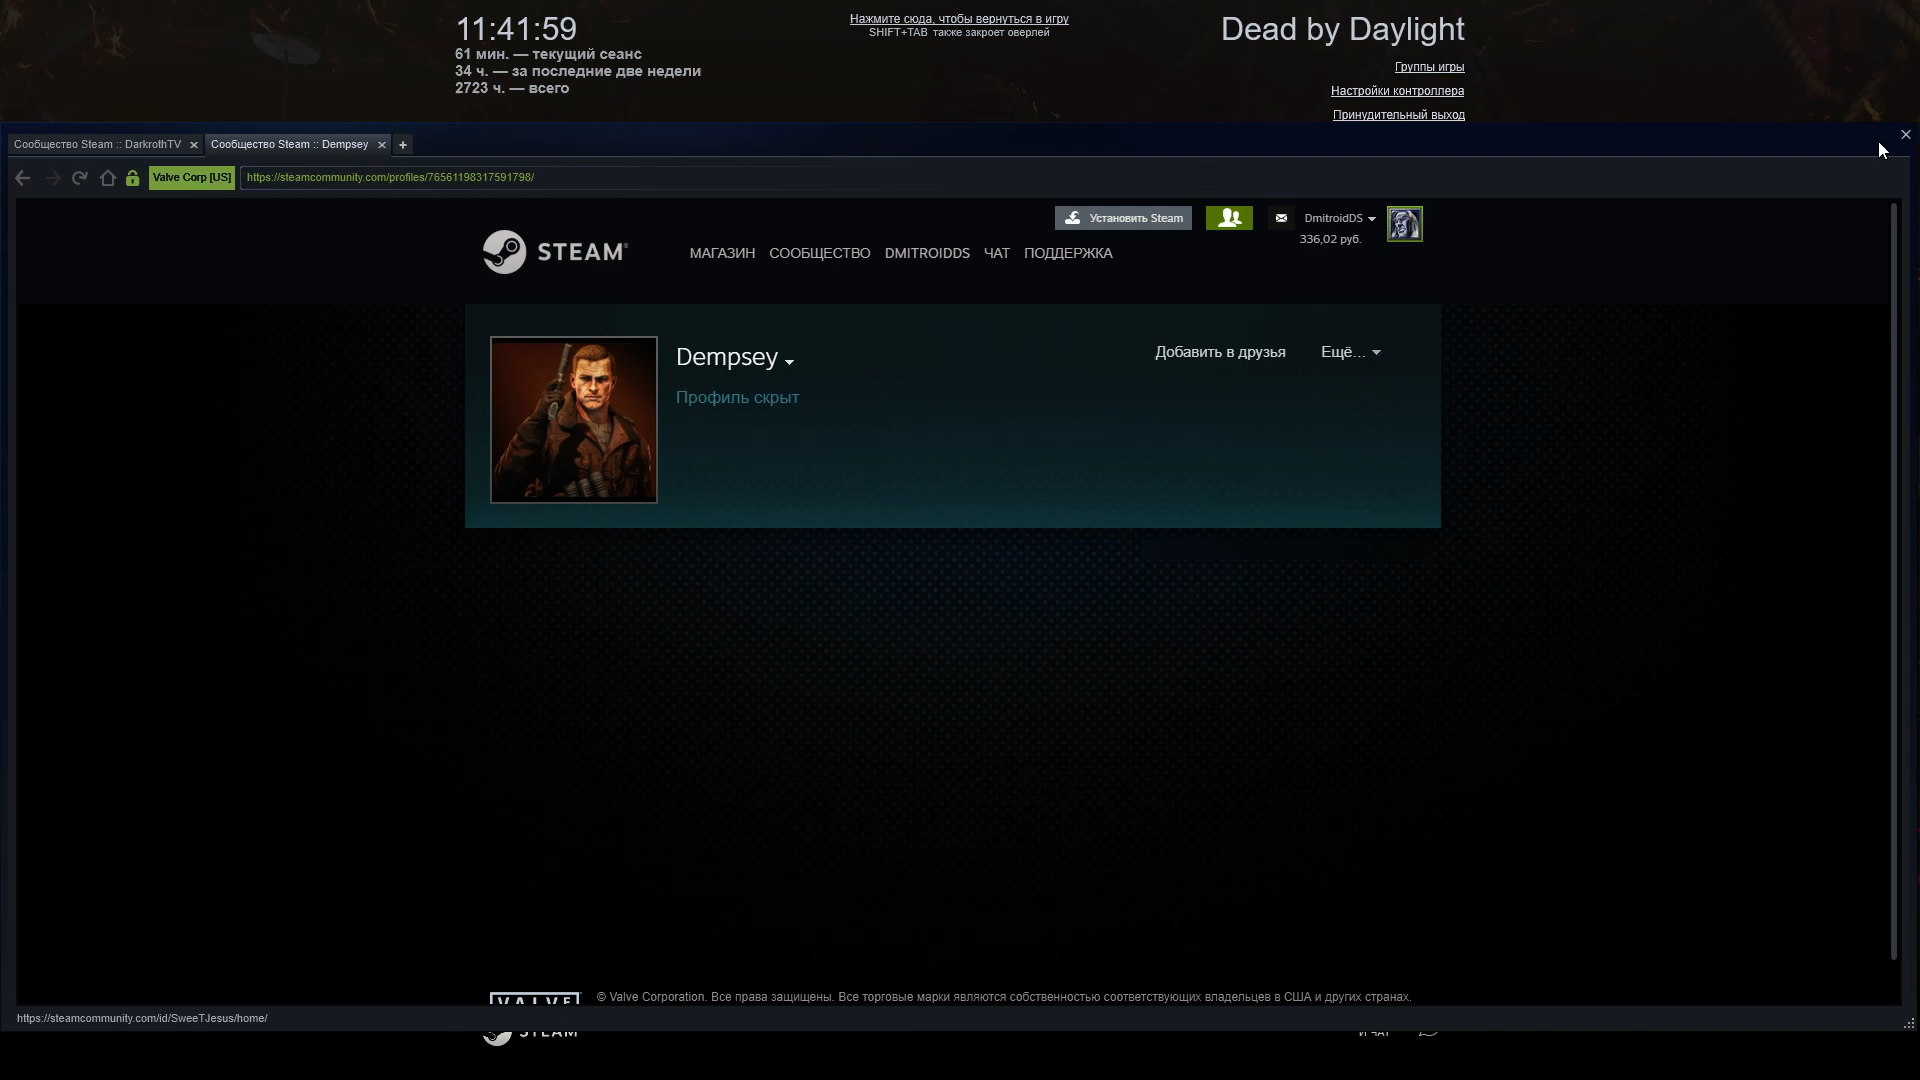 11:41:59
61 мин. — текущий сеанс
34 ч. — за последние две недели
2723 ч. — всего
Нажмите сюда, чтобы вернуться в игру
SHIFT+TAB также закроет оверлей
Dead by Daylight
Группы игры
Настройки контроллера
Принудительный выход
Сообщество Steam :: DarkrothTV
Сообщество Steam :: Dempsey
Valve Corp [US]
https://steamcommunity.com/profiles/76561198317591798/
Установить Steam
DmitroidDS
336,02 руб.
STEAM
МАГАЗИН СООБЩЕСТВО DMITROIDDS ЧАТ ПОДДЕРЖКА
Dempsey
Профиль скрыт
Добавить в друзья
Ещё...
VALVE
© Valve Corporation. Все права защищены. Все торговые марки являются собственностью соответствующих владельцев в США и других странах.
https://steamcommunity.com/id/SweeTJesus/home/
STEAM
И ЧАТ